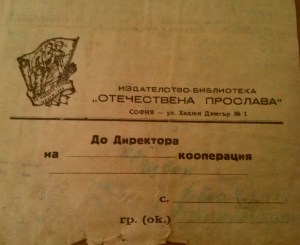 ИЗДАТЕЛСТВО-БИБЛИОТЕКА
„ОТЕЧЕСТВЕНА ПРОСЛАВА"
СОФИЯ — ул. Хаджи Димитър № 1
До Директора
на кооперация
с.
гр. (ок.)